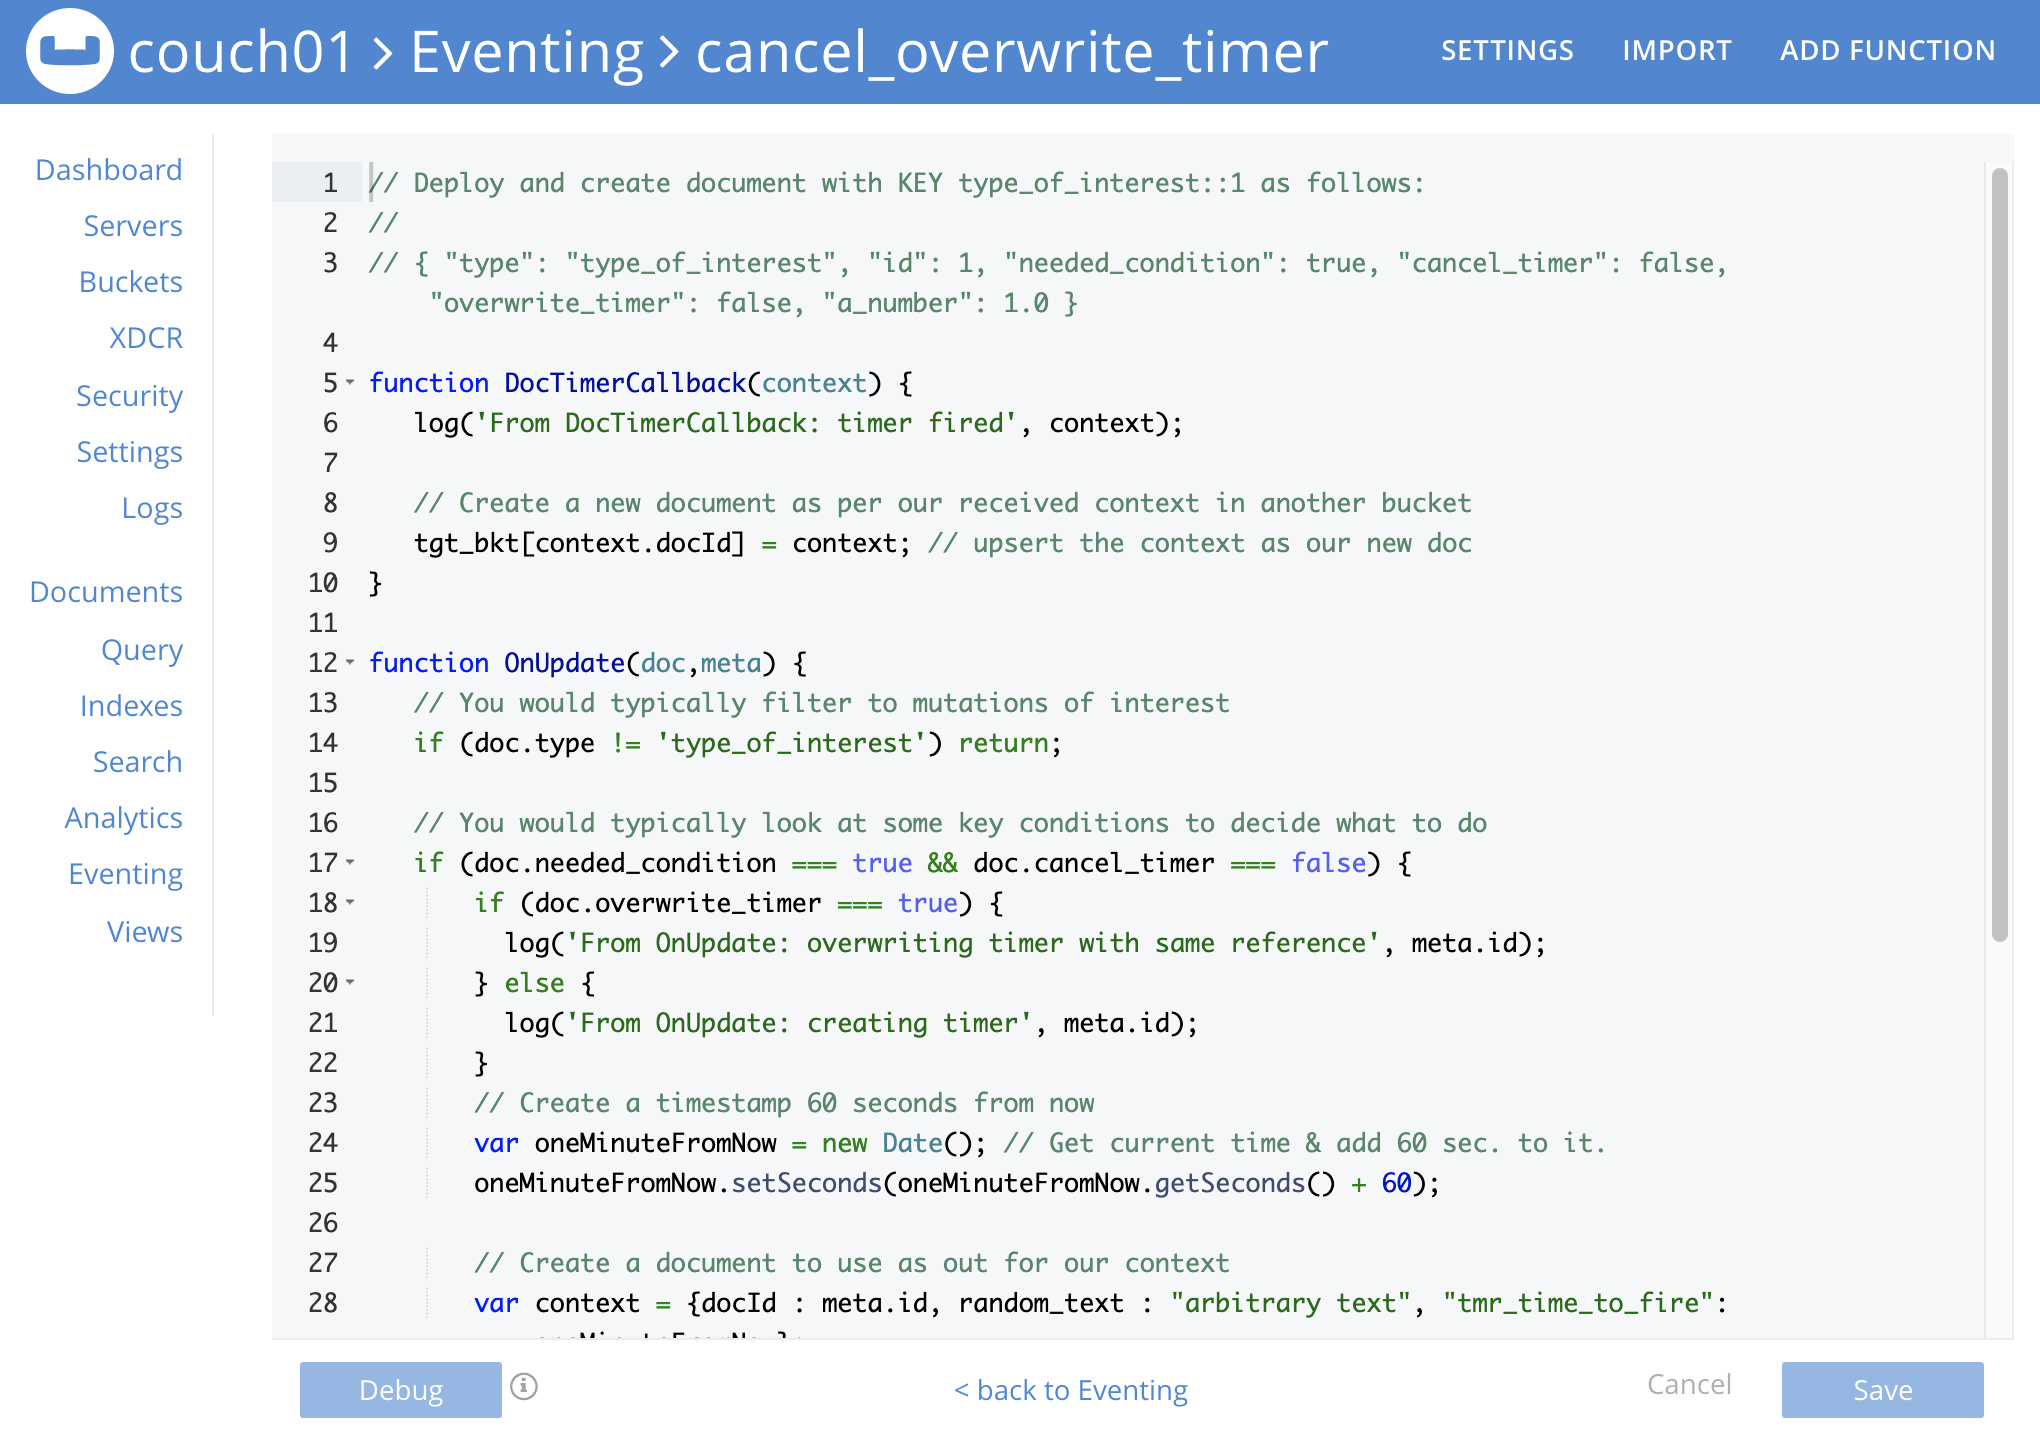 couch01 > Eventing > cancel_overwrite_timer
SETTINGS IMPORT ADD FUNCTION
Dashboard
Servers
Buckets
XDCR
Security
Settings
Logs
Documents
Query
Indexes
Search
Analytics
Eventing
Views
1 // Deploy and create document with KEY type_of_interest::1 as follows:
2 //
3 // { "type": "type_of_interest", "id": 1, "needed_condition": true, "cancel_timer": false,
"overwrite_timer": false, "a_number": 1.0 }
4
5 function DocTimerCallback(context) {
6 log('From DocTimerCallback: timer fired', context);
7
8 // Create a new document as per our received context in another bucket
9 tgt_bkt[context.docId] = context; // upsert the context as our new doc
10 }
11
12 function OnUpdate(doc,meta) {
13 // You would typically filter to mutations of interest
14 if (doc.type != 'type_of_interest') return;
15
16 // You would typically look at some key conditions to decide what to do
17 if (doc.needed_condition === true && doc.cancel_timer === false) {
18 if (doc.overwrite_timer === true) {
19 log('From OnUpdate: overwriting timer with same reference', meta.id);
20 } else {
21 log('From OnUpdate: creating timer', meta.id);
22 }
23 // Create a timestamp 60 seconds from now
24 var oneMinuteFromNow = new Date(); // Get current time & add 60 sec. to it.
25 oneMinuteFromNow.setSeconds(oneMinuteFromNow.getSeconds() + 60);
26
27 // Create a document to use as out for our context
28 var context = {docId : meta.id, random_text : "arbitrary text", "tmr_time_to_fire":
Debug
< back to Eventing
Cancel
Save